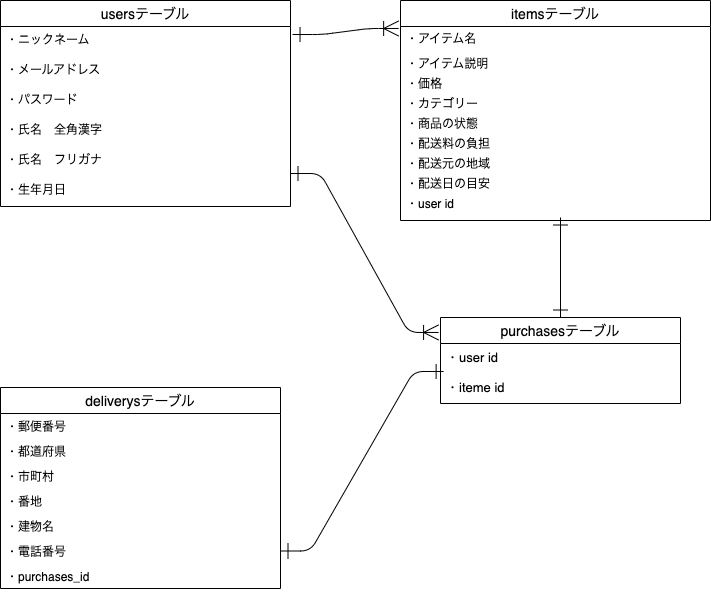 usersテーブル
・ニックネーム
・メールアドレス
・パスワード
・氏名　全角漢字
・氏名　フリガナ
・生年月日
itemsテーブル
・アイテム名
・アイテム説明
・価格
・カテゴリー
・商品の状態
・配送料の負担
・配送元の地域
・配送日の目安
・user id
purchasesテーブル
・user id
・iteme id
deliverysテーブル
・郵便番号
・都道府県
・市町村
・番地
・建物名
・電話番号
・purchases_id